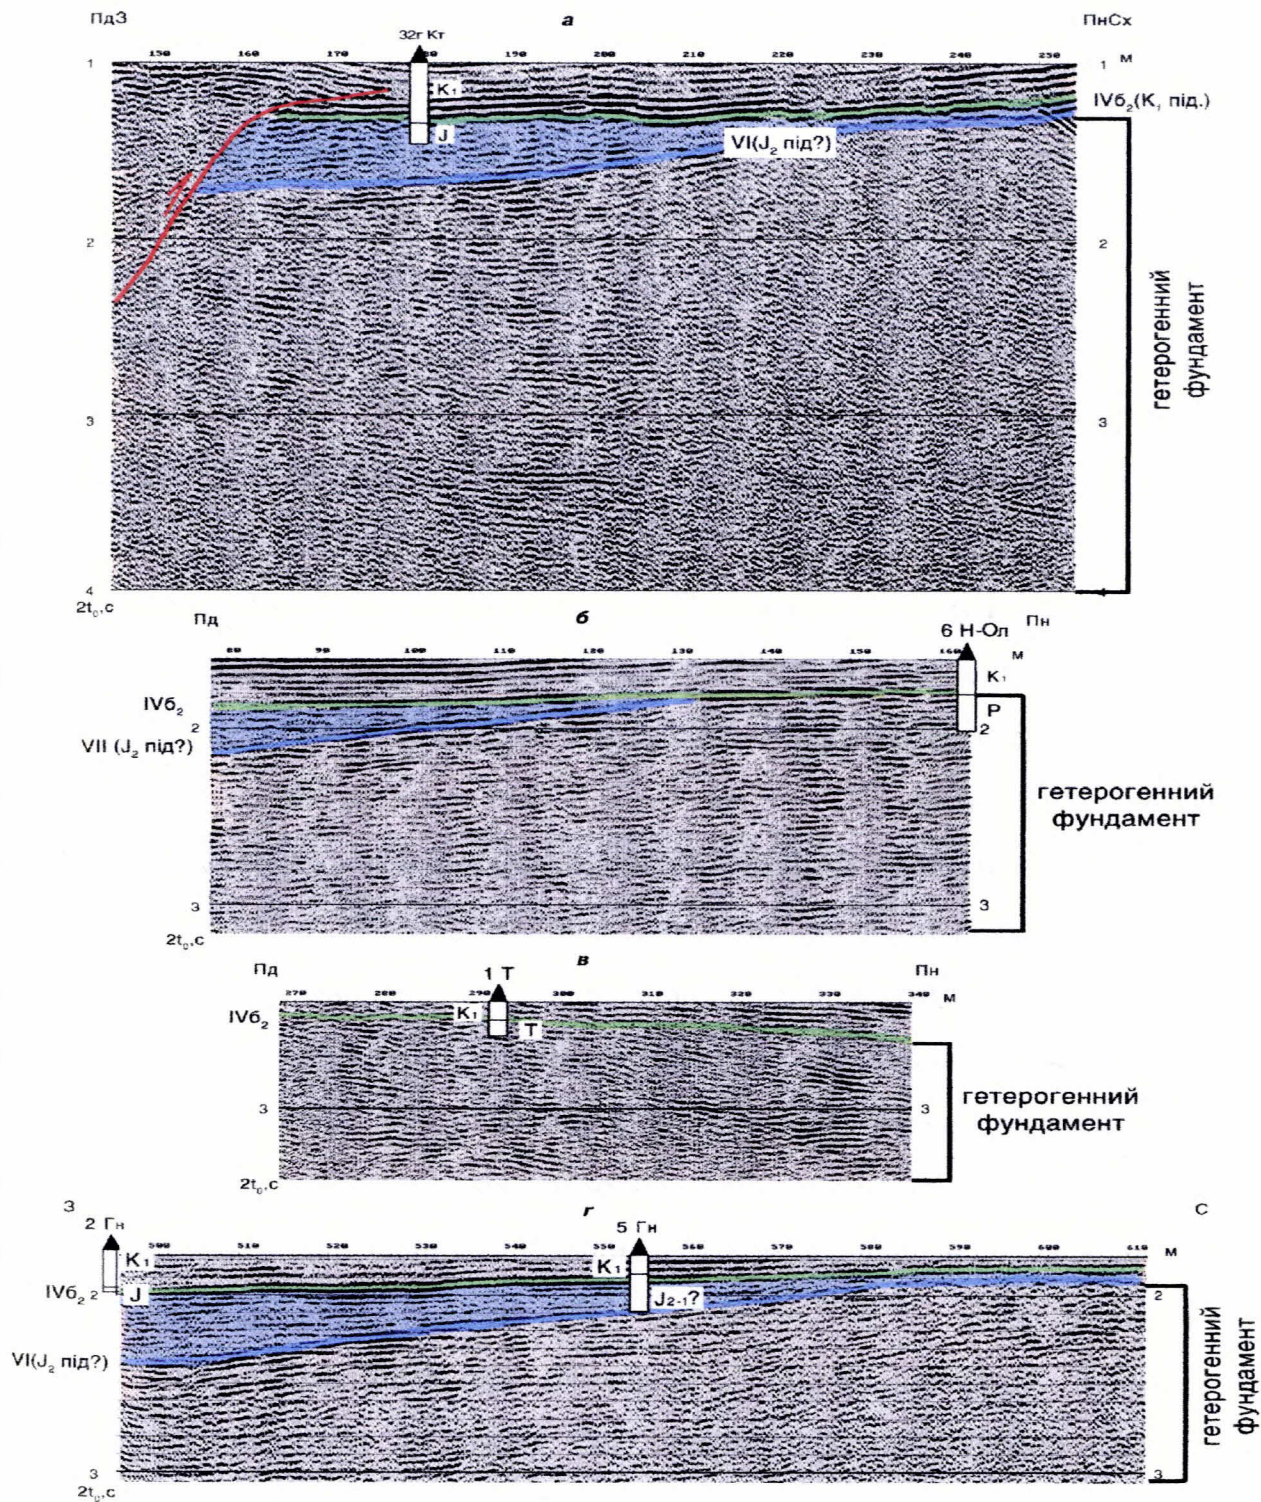 ПдЗ а ПнСх
32г Кт
150 160 170 180 190 200 210 220 230 240 250 м
1 1
K₁
IVб₂(K₁ під.)
J
VI(J₂ під?)
2 2
гетерогенний
фундамент
3 3
4
2t₀,с
Пд б 6 Н-Ол Пн
80 90 100 110 120 130 140 150 160 м
K₁
IVб₂
P
2 2
VII (J₂ під?)
гетерогенний
фундамент
3 3
2t₀,с
Пд в 1 Т Пн
270 280 290 300 310 320 330 340 м
IVб₂ K₁
T
3
гетерогенний
фундамент
2t₀,с
З г С
2 Гн 5 Гн
500 510 520 530 540 550 560 570 580 590 600 610 м
K₁ K₁
IVб₂ 2 J J₂₋₁? 2
VI(J₂ під?)
гетерогенний
фундамент
3 3
2t₀,с